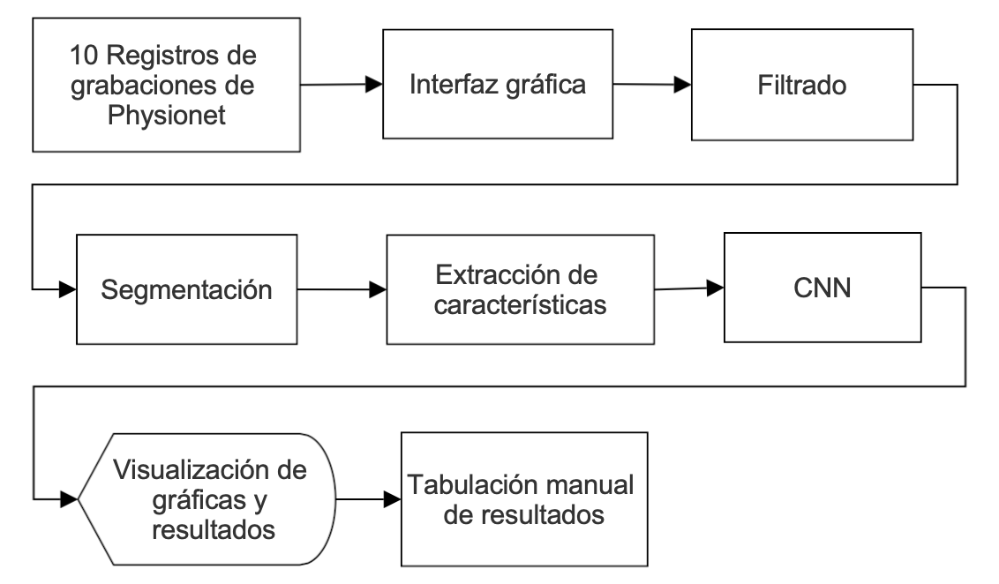 10 Registros de
grabaciones de
Physionet
Interfaz gráfica
Filtrado
Segmentación
Extracción de
características
CNN
Visualización de
gráficas y
resultados
Tabulación manual
de resultados